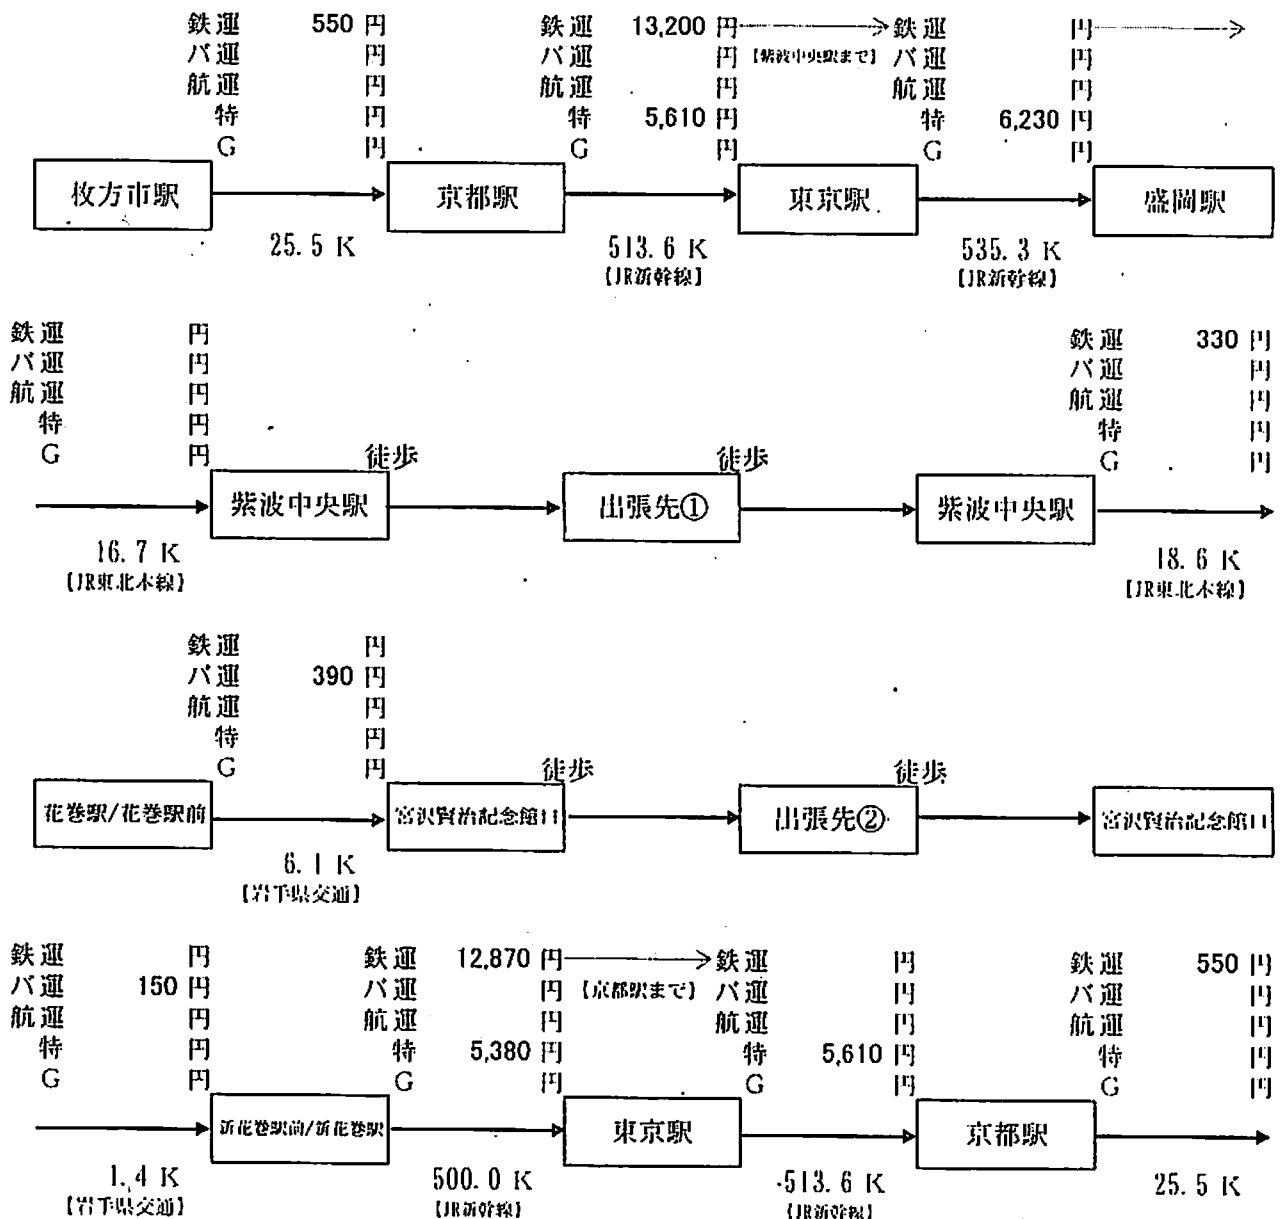 鉄運 550 円 鉄運 13,200 円 鉄運 円
バ運 円 バ運 円 【紫波中央駅まで】 バ運 円
航運 円 航運 円 航運 円
特 円 特 5,610 円 特 6,230 円
G 円 G 円 G 円
枚方市駅 京都駅 東京駅 盛岡駅
25.5 K 513.6 K 535.3 K
【JR新幹線】 【JR新幹線】
鉄運 円 鉄運 330 円
バ運 円 バ運 円
航運 円 航運 円
特 円 特 円
G 円 徒歩 徒歩 G 円
紫波中央駅 出張先① 紫波中央駅
16.7 K 18.6 K
【JR東北本線】 【JR東北本線】
鉄運 円
バ運 390 円
航運 円
特 円
G 円 徒歩 徒歩
花巻駅/花巻駅前 宮沢賢治記念館口 出張先② 宮沢賢治記念館口
6.1 K
【岩手県交通】
鉄運 円 鉄運 12,870 円 鉄運 円 鉄運 550 円
バ運 150 円 バ運 円 【京都駅まで】 バ運 円 バ運 円
航運 円 航運 円 航運 円 航運 円
特 円 特 5,380 円 特 5,610 円 特 円
G 円 G 円 G 円 G 円
新花巻駅前/新花巻駅 東京駅 京都駅
1.4 K 500.0 K 513.6 K 25.5 K
【岩手県交通】 【JR新幹線】 【JR新幹線】